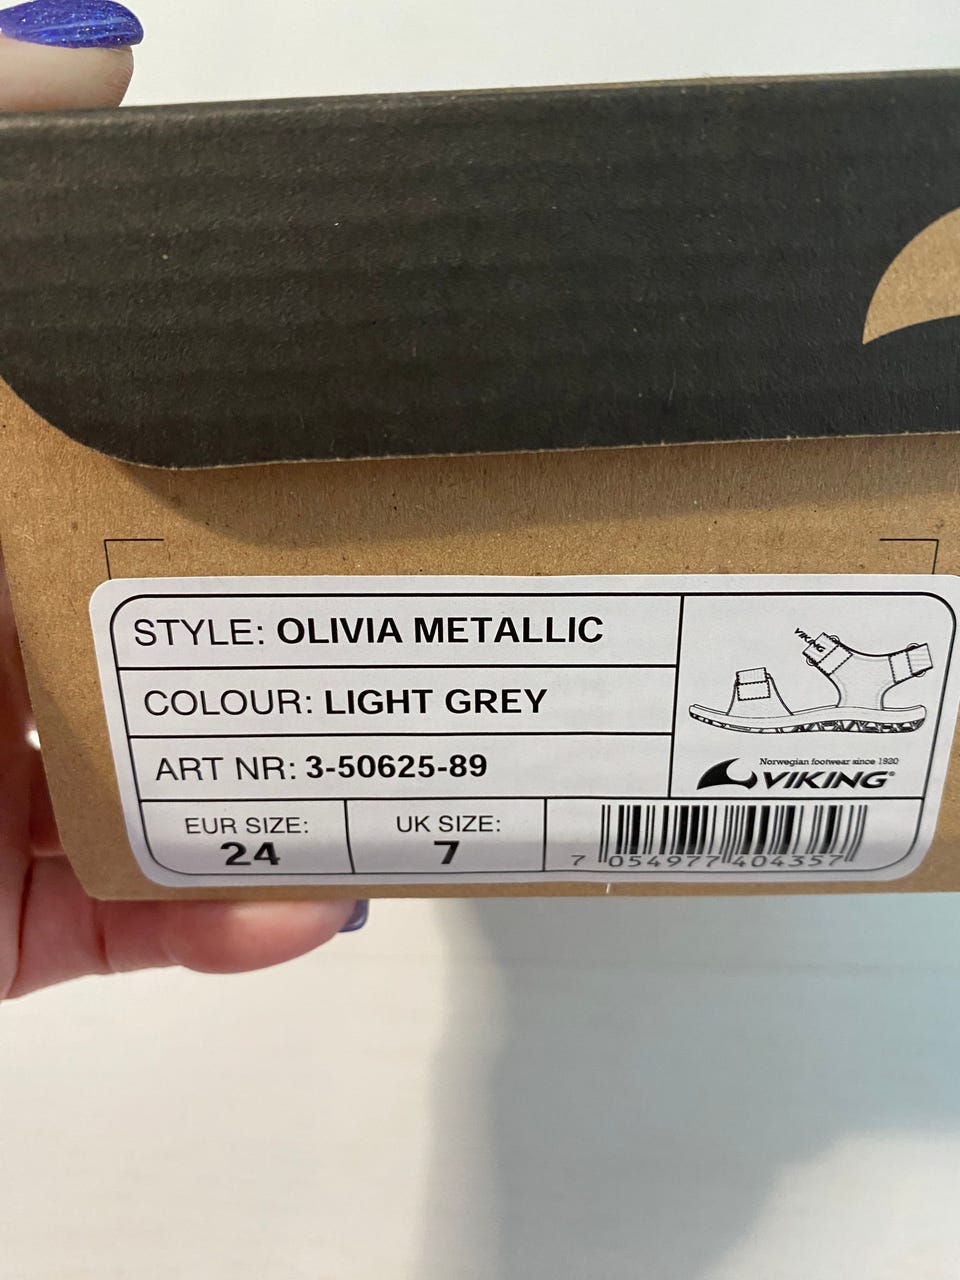 STYLE: OLIVIA METALLIC
COLOUR: LIGHT GREY
ART NR: 3-50625-89
VIKING
Norwegian footwear since 1920
VIKING®
EUR SIZE:
24
UK SIZE:
7
7 054977 404357